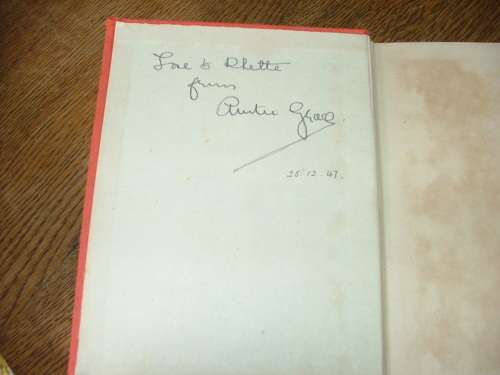 Love to Rhette
from
Auntie Grace.
25.12.47.